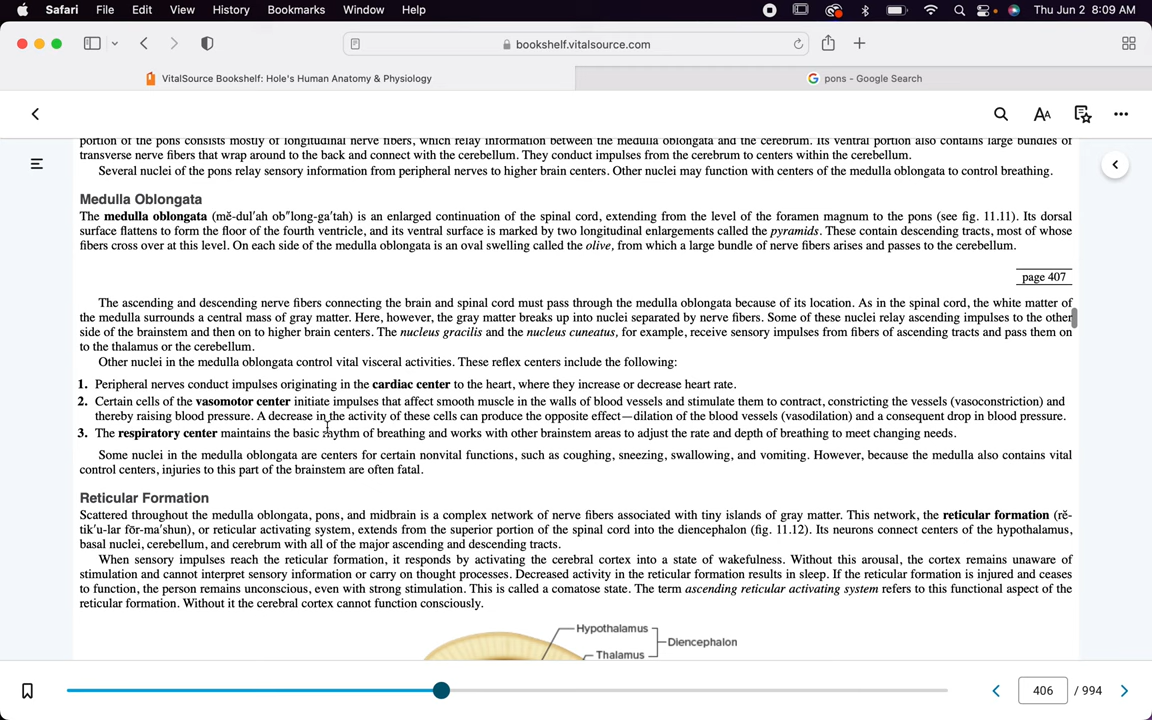 Safari File Edit View History Bookmarks Window Help Thu Jun 2 8:09 AM
bookshelf.vitalsource.com
VitalSource Bookshelf: Hole's Human Anatomy & Physiology
pons - Google Search
AA
portion of the pons consists mostly of longitudinal nerve fibers, which relay information between the medulla oblongata and the cerebrum. Its ventral portion also contains large bundles of
transverse nerve fibers that wrap around to the back and connect with the cerebellum. They conduct impulses from the cerebrum to centers within the cerebellum.
Several nuclei of the pons relay sensory information from peripheral nerves to higher brain centers. Other nuclei may function with centers of the medulla oblongata to control breathing.
Medulla Oblongata
The medulla oblongata (mĕ-dul′ah ob″long-ga′tah) is an enlarged continuation of the spinal cord, extending from the level of the foramen magnum to the pons (see fig. 11.11). Its dorsal
surface flattens to form the floor of the fourth ventricle, and its ventral surface is marked by two longitudinal enlargements called the pyramids. These contain descending tracts, most of whose
fibers cross over at this level. On each side of the medulla oblongata is an oval swelling called the olive, from which a large bundle of nerve fibers arises and passes to the cerebellum.
page 407
The ascending and descending nerve fibers connecting the brain and spinal cord must pass through the medulla oblongata because of its location. As in the spinal cord, the white matter of
the medulla surrounds a central mass of gray matter. Here, however, the gray matter breaks up into nuclei separated by nerve fibers. Some of these nuclei relay ascending impulses to the other
side of the brainstem and then on to higher brain centers. The nucleus gracilis and the nucleus cuneatus, for example, receive sensory impulses from fibers of ascending tracts and pass them on
to the thalamus or the cerebellum.
Other nuclei in the medulla oblongata control vital visceral activities. These reflex centers include the following:
1. Peripheral nerves conduct impulses originating in the cardiac center to the heart, where they increase or decrease heart rate.
2. Certain cells of the vasomotor center initiate impulses that affect smooth muscle in the walls of blood vessels and stimulate them to contract, constricting the vessels (vasoconstriction) and
thereby raising blood pressure. A decrease in the activity of these cells can produce the opposite effect—dilation of the blood vessels (vasodilation) and a consequent drop in blood pressure.
3. The respiratory center maintains the basic rhythm of breathing and works with other brainstem areas to adjust the rate and depth of breathing to meet changing needs.
Some nuclei in the medulla oblongata are centers for certain nonvital functions, such as coughing, sneezing, swallowing, and vomiting. However, because the medulla also contains vital
control centers, injuries to this part of the brainstem are often fatal.
Reticular Formation
Scattered throughout the medulla oblongata, pons, and midbrain is a complex network of nerve fibers associated with tiny islands of gray matter. This network, the reticular formation (rĕ-
tik′u-lar fōr-ma′shun), or reticular activating system, extends from the superior portion of the spinal cord into the diencephalon (fig. 11.12). Its neurons connect centers of the hypothalamus,
basal nuclei, cerebellum, and cerebrum with all of the major ascending and descending tracts.
When sensory impulses reach the reticular formation, it responds by activating the cerebral cortex into a state of wakefulness. Without this arousal, the cortex remains unaware of
stimulation and cannot interpret sensory information or carry on thought processes. Decreased activity in the reticular formation results in sleep. If the reticular formation is injured and ceases
to function, the person remains unconscious, even with strong stimulation. This is called a comatose state. The term ascending reticular activating system refers to this functional aspect of the
reticular formation. Without it the cerebral cortex cannot function consciously.
Hypothalamus
Diencephalon
Thalamus
406 / 994